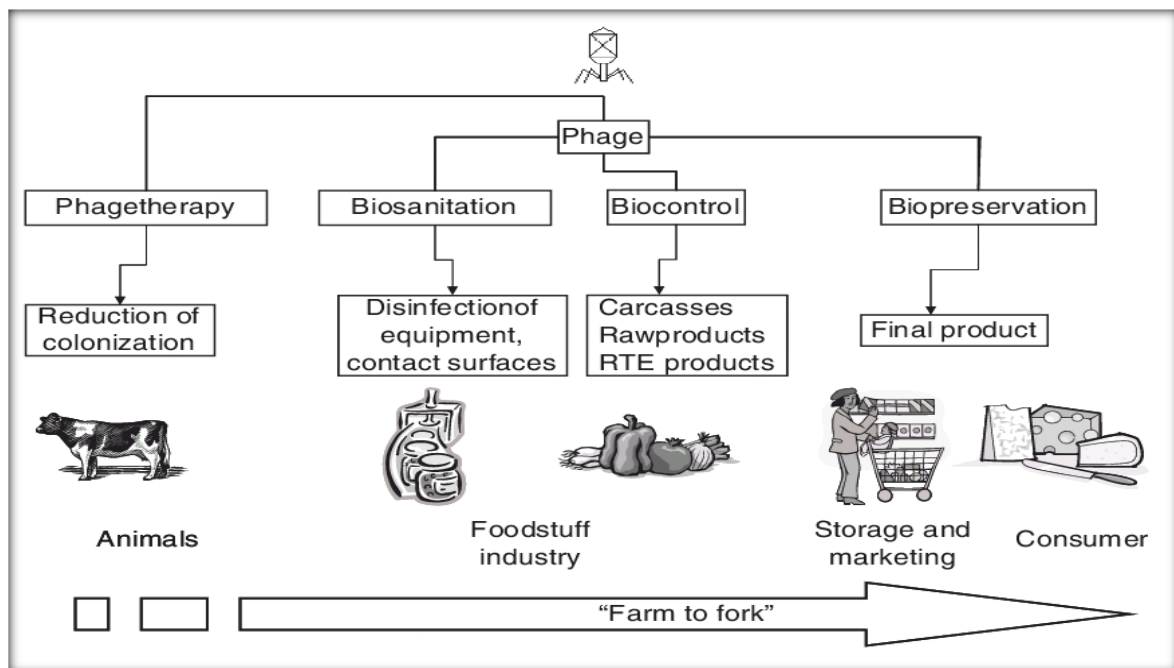 Phage
Phagetherapy
Biosanitation
Biocontrol
Biopreservation
Reduction of
colonization
Disinfectionof
equipment,
contact surfaces
Carcasses
Rawproducts
RTE products
Final product
Animals
Foodstuff
industry
Storage and
marketing
Consumer
“Farm to fork”